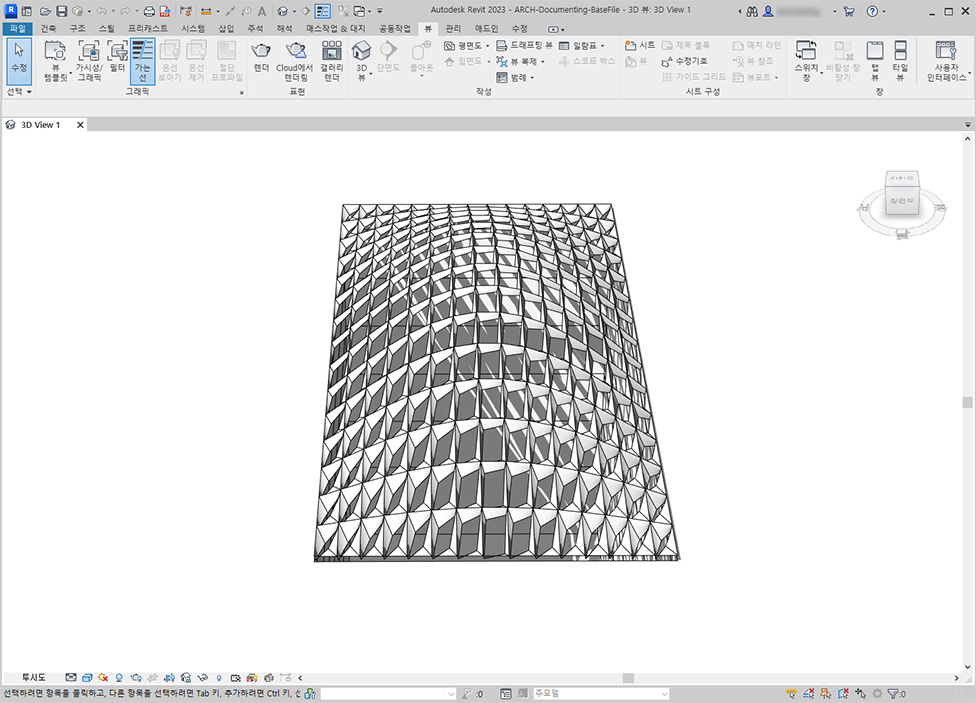 Autodesk Revit 2023 - ARCH-Documenting-BaseFile - 3D 뷰: 3D View 1
파일 건축 구조 스틸 프리캐스트 시스템 삽입 주석 해석 매스작업 & 대지 공동작업 뷰 관리 애드인 수정
수정
뷰 템플릿
가시성/ 그래픽
필터
가는 선
은선 보이기
은선 제거
절단 프로파일
렌더
Cloud에서 렌더링
갤러리 렌더
3D 뷰
단면도
콜아웃
평면도 드래프팅 뷰 일람표
입면도 뷰 복제 스코프 박스
범례
시트 제목 블록 매치 라인
뷰 수정기호 뷰 참조
가이드 그리드 뷰포트
스위치 창
비활성 창 닫기
탭 뷰
타일 뷰
사용자 인터페이스
선택 그래픽 표현 작성 시트 구성 창
3D View 1
정면도
투시도
선택하려면 항목을 클릭하고, 다른 항목을 선택하려면 Tab 키, 추가하려면 Ctrl 키, 선
:0
주모델
:0